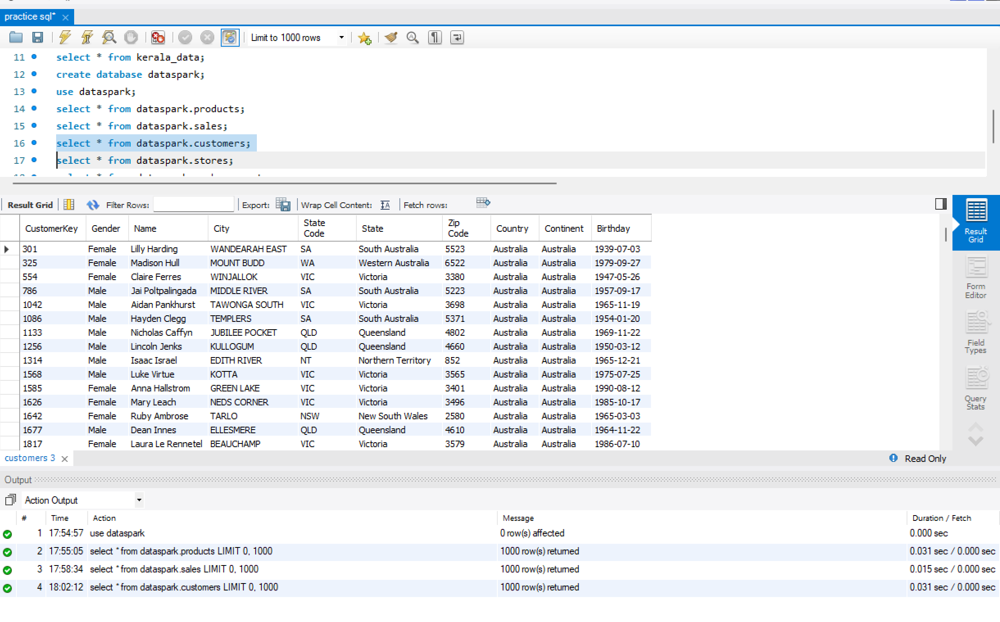 practice sql*
Limit to 1000 rows
11 select * from kerala_data;
12 create database dataspark;
13 use dataspark;
14 select * from dataspark.products;
15 select * from dataspark.sales;
16 select * from dataspark.customers;
17 select * from dataspark.stores;
Result Grid Filter Rows: Export: Wrap Cell Content: Fetch rows:
CustomerKey Gender Name City State Code State Zip Code Country Continent Birthday
301 Female Lilly Harding WANDEARAH EAST SA South Australia 5523 Australia Australia 1939-07-03
325 Female Madison Hull MOUNT BUDD WA Western Australia 6522 Australia Australia 1979-09-27
554 Female Claire Ferres WINJALLOK VIC Victoria 3380 Australia Australia 1947-05-26
786 Male Jai Poltpalingada MIDDLE RIVER SA South Australia 5223 Australia Australia 1957-09-17
1042 Male Aidan Pankhurst TAWONGA SOUTH VIC Victoria 3698 Australia Australia 1965-11-19
1086 Male Hayden Clegg TEMPLERS SA South Australia 5371 Australia Australia 1954-01-20
1133 Male Nicholas Caffyn JUBILEE POCKET QLD Queensland 4802 Australia Australia 1969-11-22
1256 Male Lincoln Jenks KULLOGUM QLD Queensland 4660 Australia Australia 1950-03-12
1314 Male Isaac Israel EDITH RIVER NT Northern Territory 852 Australia Australia 1965-12-21
1568 Male Luke Virtue KOTTA VIC Victoria 3565 Australia Australia 1975-07-25
1585 Female Anna Hallstrom GREEN LAKE VIC Victoria 3401 Australia Australia 1990-08-12
1626 Female Mary Leach NEDS CORNER VIC Victoria 3496 Australia Australia 1985-10-17
1642 Female Ruby Ambrose TARLO NSW New South Wales 2580 Australia Australia 1965-03-03
1677 Male Dean Innes ELLESMERE QLD Queensland 4610 Australia Australia 1964-11-22
1817 Female Laura Le Rennetel BEAUCHAMP VIC Victoria 3579 Australia Australia 1986-07-10
Result
Grid
Form
Editor
Field
Types
Query
Stats
customers 3
Read Only
Output
Action Output
# Time Action Message Duration / Fetch
1 17:54:57 use dataspark 0 row(s) affected 0.000 sec
2 17:55:05 select * from dataspark.products LIMIT 0, 1000 1000 row(s) returned 0.031 sec / 0.000 sec
3 17:58:34 select * from dataspark.sales LIMIT 0, 1000 1000 row(s) returned 0.015 sec / 0.000 sec
4 18:02:12 select * from dataspark.customers LIMIT 0, 1000 1000 row(s) returned 0.031 sec / 0.000 sec